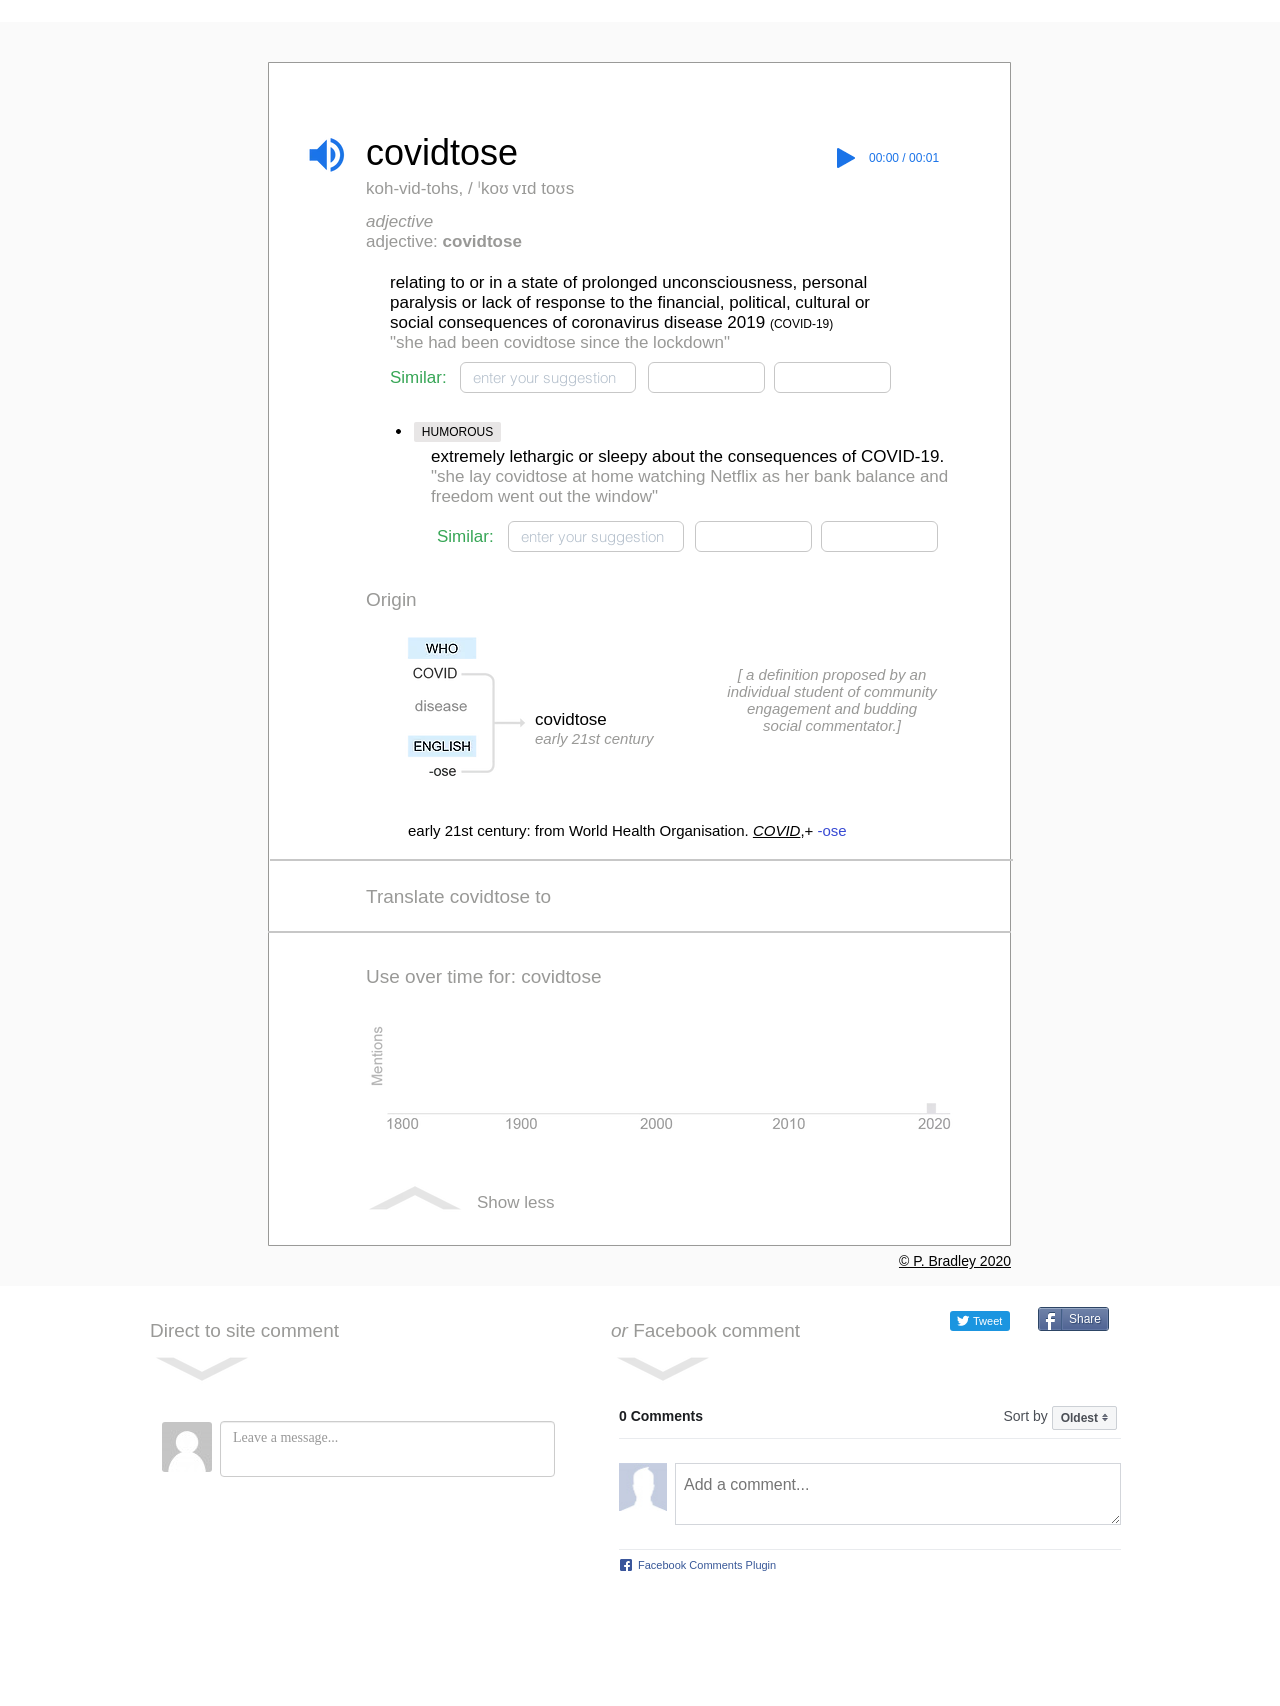 covidtose
00:00 / 00:01
koh-vid-tohs, / ˈkoʊ vɪd toʊs
adjective
adjective: covidtose
relating to or in a state of prolonged unconsciousness, personal
paralysis or lack of response to the financial, political, cultural or
social consequences of coronavirus disease 2019 (COVID-19)
"she had been covidtose since the lockdown"
Similar: enter your suggestion
• HUMOROUS
extremely lethargic or sleepy about the consequences of COVID-19.
"she lay covidtose at home watching Netflix as her bank balance and
freedom went out the window"
Similar: enter your suggestion
Origin
WHO
COVID
disease
ENGLISH
-ose
covidtose
early 21st century
[ a definition proposed by an
individual student of community
engagement and budding
social commentator.]
early 21st century: from World Health Organisation. COVID,+ -ose
Translate covidtose to
Use over time for: covidtose
Mentions
1800 1900 2000 2010 2020
Show less
© P. Bradley 2020
Direct to site comment
or Facebook comment
Tweet
Share
Leave a message...
0 Comments
Sort by Oldest
Add a comment...
Facebook Comments Plugin